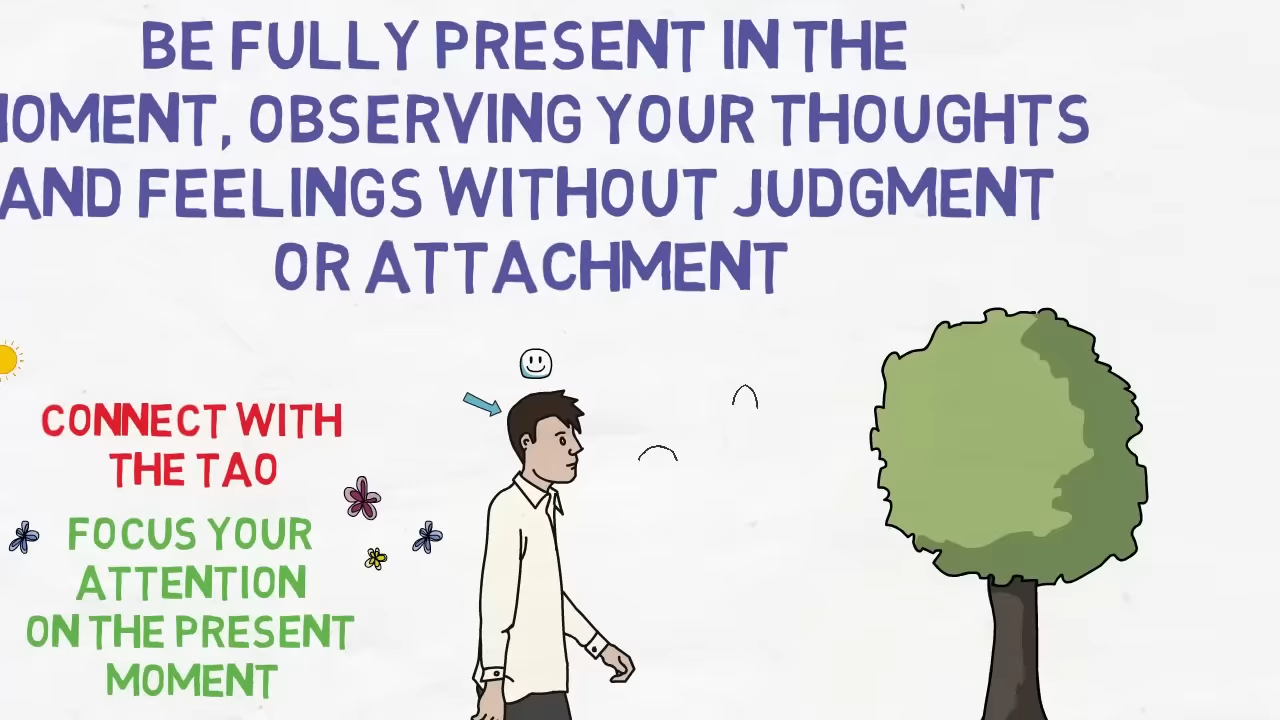 BE FULLY PRESENT IN THE
MOMENT, OBSERVING YOUR THOUGHTS
AND FEELINGS WITHOUT JUDGMENT
OR ATTACHMENT
CONNECT WITH
THE TAO
FOCUS YOUR
ATTENTION
ON THE PRESENT
MOMENT